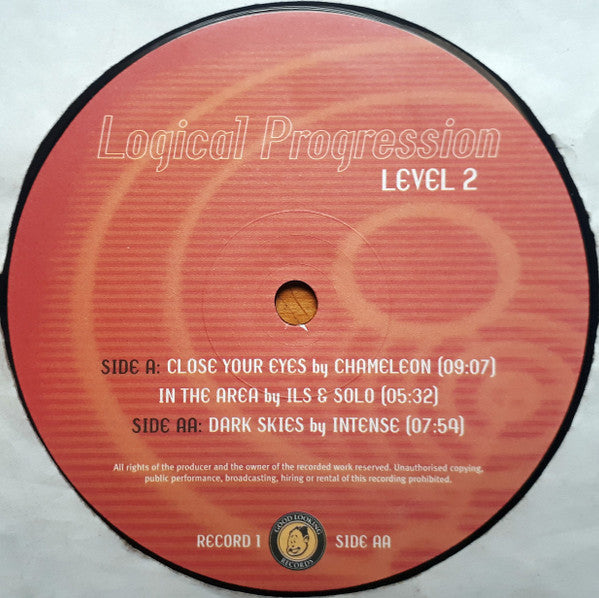 Logical Progression
LEVEL 2
SIDE A: CLOSE YOUR EYES by CHAMELEON (09:07)
IN THE AREA by ILS & SOLO (05:32)
SIDE AA: DARK SKIES by INTENSE (07:54)
All rights of the producer and the owner of the recorded work reserved. Unauthorised copying,
public performance, broadcasting, hiring or rental of this recording prohibited.
RECORD 1
GOOD LOOKING
RECORDS
SIDE AA